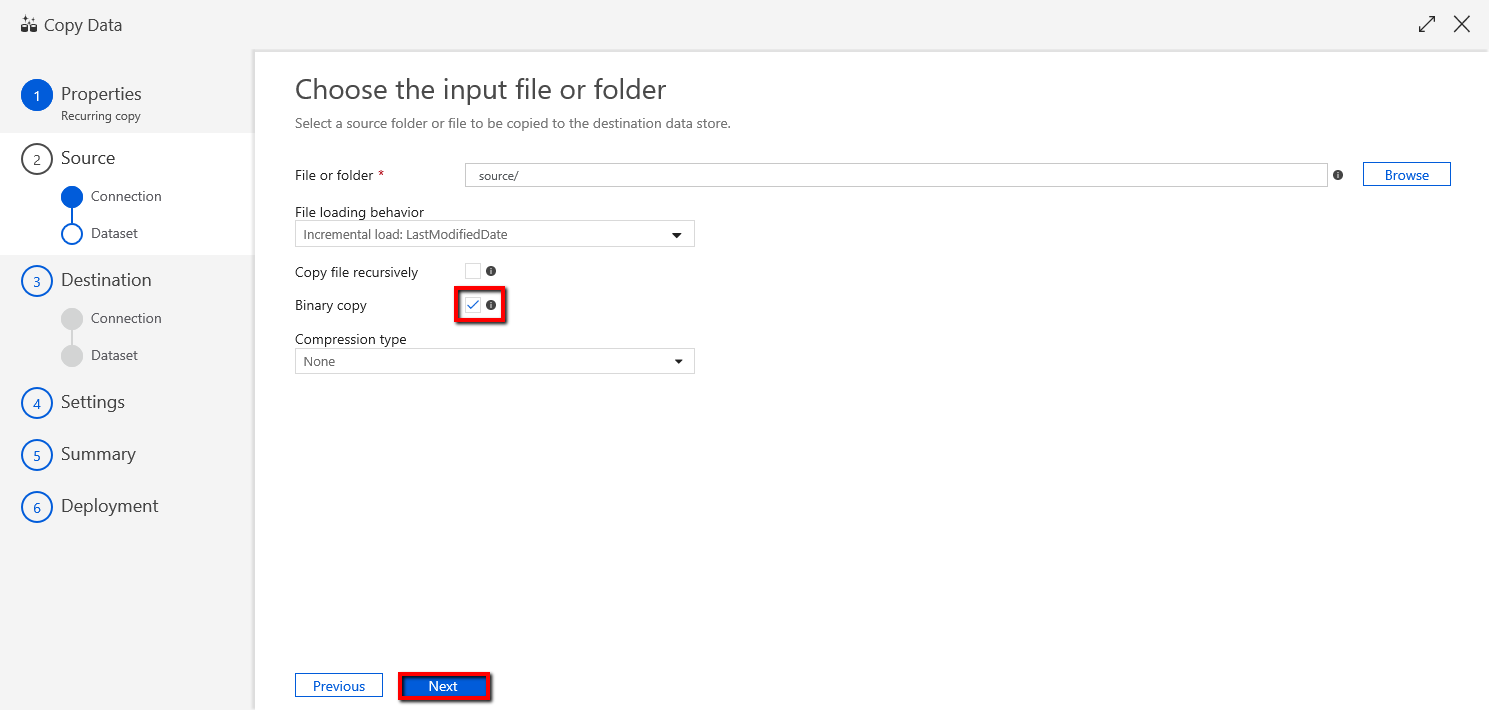 Copy Data
1 Properties
Recurring copy
2 Source
Connection
Dataset
3 Destination
Connection
Dataset
4 Settings
5 Summary
6 Deployment
Choose the input file or folder
Select a source folder or file to be copied to the destination data store.
File or folder * source/ Browse
File loading behavior
Incremental load: LastModifiedDate
Copy file recursively
Binary copy
Compression type
None
Previous Next